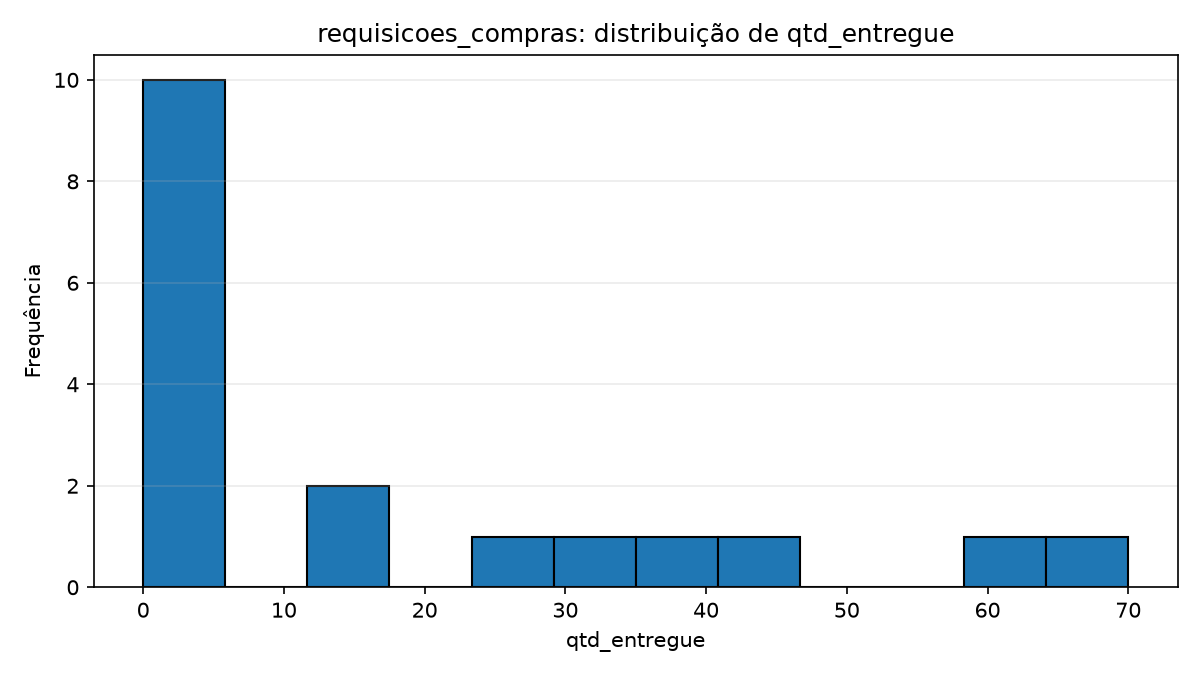 requisicoes_compras: distribuição de qtd_entregue
Frequência
10
8
6
4
2
0
0 10 20 30 40 50 60 70
qtd_entregue